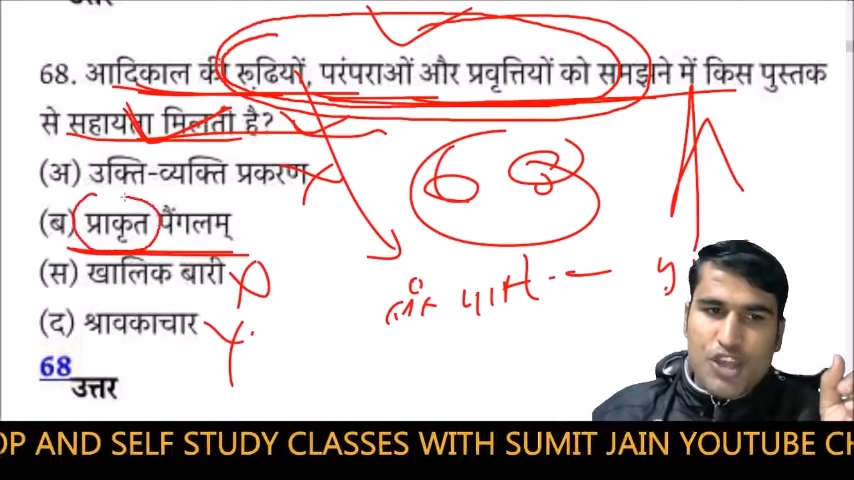 68. आदिकाल की रूढियों, परंपराओं और प्रवृत्तियों को समझने में किस पुस्तक
से सहायता मिलती है?
(अ) उक्ति-व्यक्ति प्रकरण
(ब) प्राकृत पैंगलम्
(स) खालिक बारी
(द) श्रावकाचार
68
68
उत्तर
OP AND SELF STUDY CLASSES WITH SUMIT JAIN YOUTUBE CH